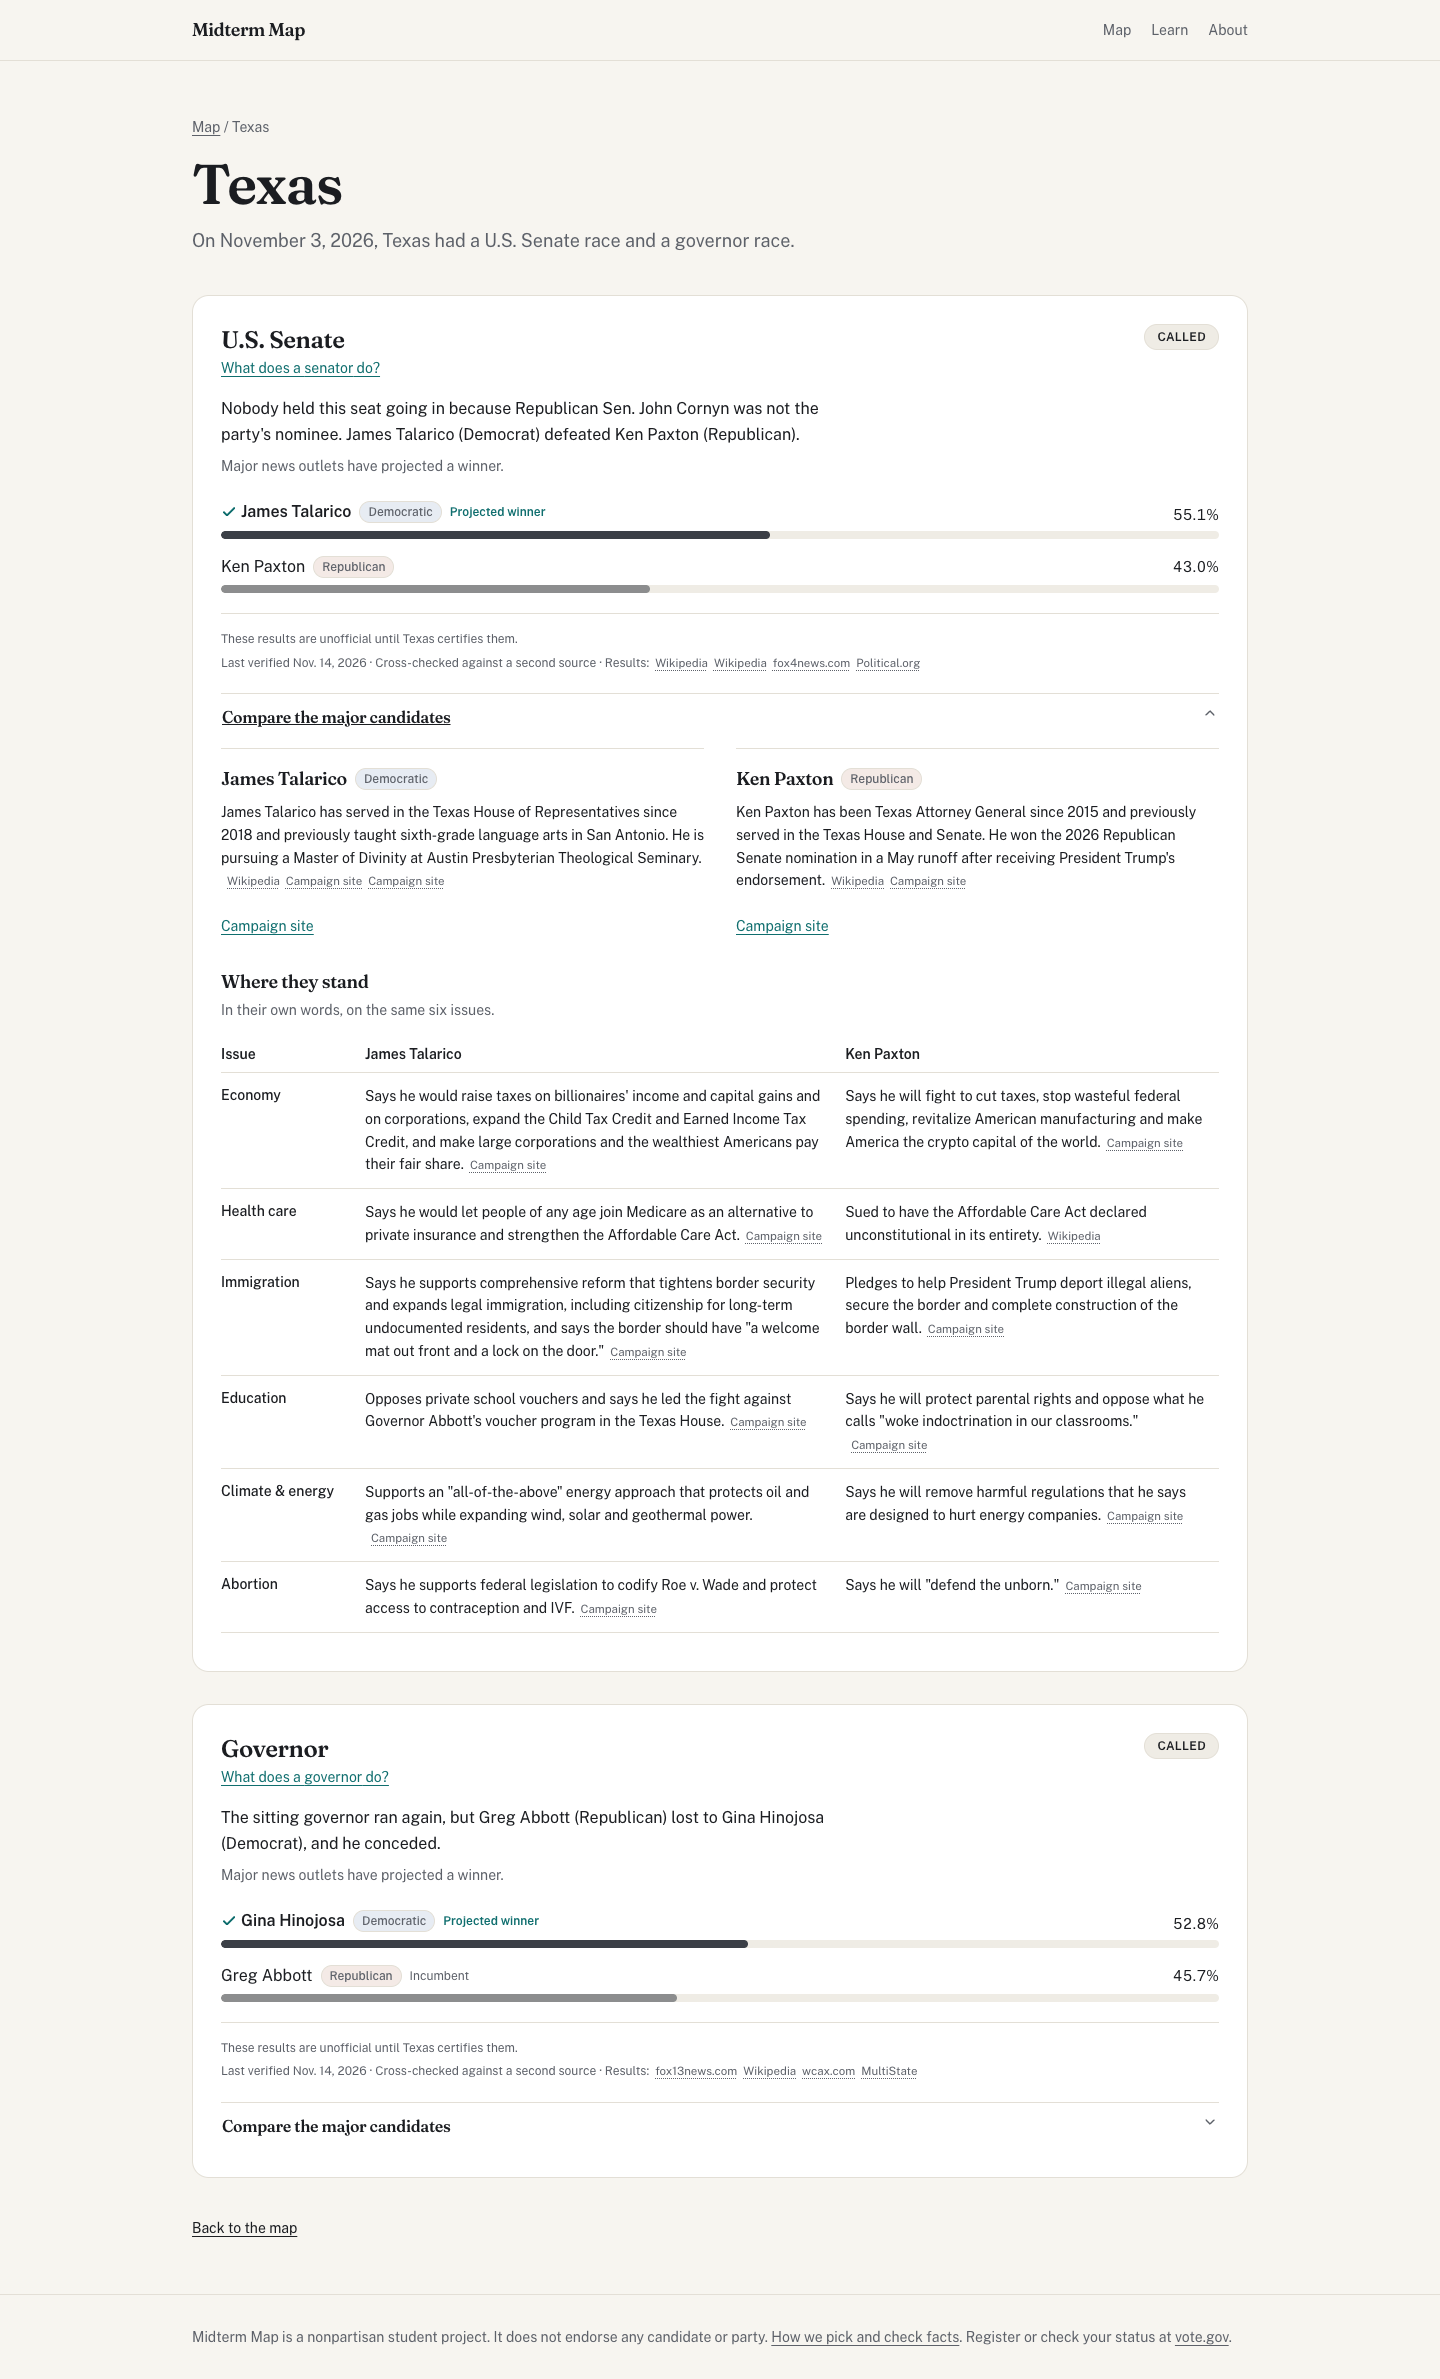 Midterm Map
Map Learn About
Map / Texas
Texas
On November 3, 2026, Texas had a U.S. Senate race and a governor race.
U.S. Senate
CALLED
What does a senator do?
Nobody held this seat going in because Republican Sen. John Cornyn was not the
party's nominee. James Talarico (Democrat) defeated Ken Paxton (Republican).
Major news outlets have projected a winner.
James Talarico Democratic Projected winner 55.1%
Ken Paxton Republican 43.0%
These results are unofficial until Texas certifies them.
Last verified Nov. 14, 2026 · Cross-checked against a second source · Results: Wikipedia Wikipedia fox4news.com Political.org
Compare the major candidates
James Talarico Democratic
James Talarico has served in the Texas House of Representatives since
2018 and previously taught sixth-grade language arts in San Antonio. He is
pursuing a Master of Divinity at Austin Presbyterian Theological Seminary.
Wikipedia Campaign site Campaign site
Campaign site
Ken Paxton Republican
Ken Paxton has been Texas Attorney General since 2015 and previously
served in the Texas House and Senate. He won the 2026 Republican
Senate nomination in a May runoff after receiving President Trump's
endorsement. Wikipedia Campaign site
Campaign site
Where they stand
In their own words, on the same six issues.
Issue James Talarico Ken Paxton
Economy
Says he would raise taxes on billionaires' income and capital gains and
on corporations, expand the Child Tax Credit and Earned Income Tax
Credit, and make large corporations and the wealthiest Americans pay
their fair share. Campaign site
Says he will fight to cut taxes, stop wasteful federal
spending, revitalize American manufacturing and make
America the crypto capital of the world. Campaign site
Health care
Says he would let people of any age join Medicare as an alternative to
private insurance and strengthen the Affordable Care Act. Campaign site
Sued to have the Affordable Care Act declared
unconstitutional in its entirety. Wikipedia
Immigration
Says he supports comprehensive reform that tightens border security
and expands legal immigration, including citizenship for long-term
undocumented residents, and says the border should have "a welcome
mat out front and a lock on the door." Campaign site
Pledges to help President Trump deport illegal aliens,
secure the border and complete construction of the
border wall. Campaign site
Education
Opposes private school vouchers and says he led the fight against
Governor Abbott's voucher program in the Texas House. Campaign site
Says he will protect parental rights and oppose what he
calls "woke indoctrination in our classrooms."
Campaign site
Climate & energy
Supports an "all-of-the-above" energy approach that protects oil and
gas jobs while expanding wind, solar and geothermal power.
Campaign site
Says he will remove harmful regulations that he says
are designed to hurt energy companies. Campaign site
Abortion
Says he supports federal legislation to codify Roe v. Wade and protect
access to contraception and IVF. Campaign site
Says he will "defend the unborn." Campaign site
Governor
CALLED
What does a governor do?
The sitting governor ran again, but Greg Abbott (Republican) lost to Gina Hinojosa
(Democrat), and he conceded.
Major news outlets have projected a winner.
Gina Hinojosa Democratic Projected winner 52.8%
Greg Abbott Republican Incumbent 45.7%
These results are unofficial until Texas certifies them.
Last verified Nov. 14, 2026 · Cross-checked against a second source · Results: fox13news.com Wikipedia wcax.com MultiState
Compare the major candidates
Back to the map
Midterm Map is a nonpartisan student project. It does not endorse any candidate or party. How we pick and check facts. Register or check your status at vote.gov.